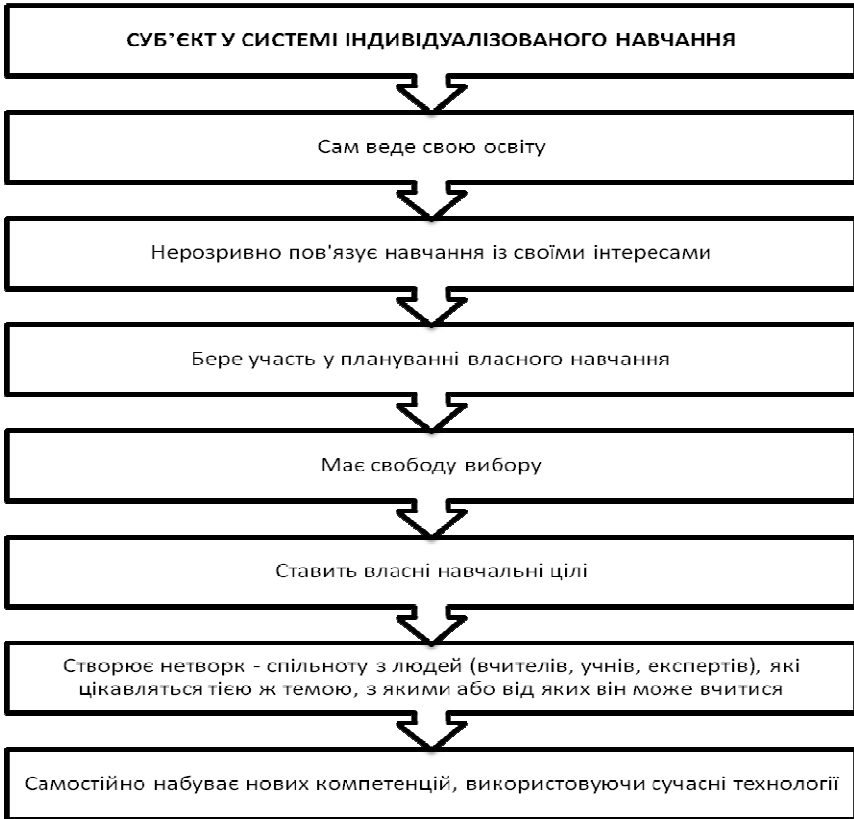 СУБ’ЄКТ У СИСТЕМІ ІНДИВІДУАЛІЗОВАНОГО НАВЧАННЯ
Сам веде свою освіту
Нерозривно пов'язує навчання із своїми інтересами
Бере участь у плануванні власного навчання
Має свободу вибору
Ставить власні навчальні цілі
Створює нетворк - спільноту з людей (вчителів, учнів, експертів), які
цікавляться тією ж темою, з якими або від яких він може вчитися
Самостійно набуває нових компетенцій, використовуючи сучасні технології